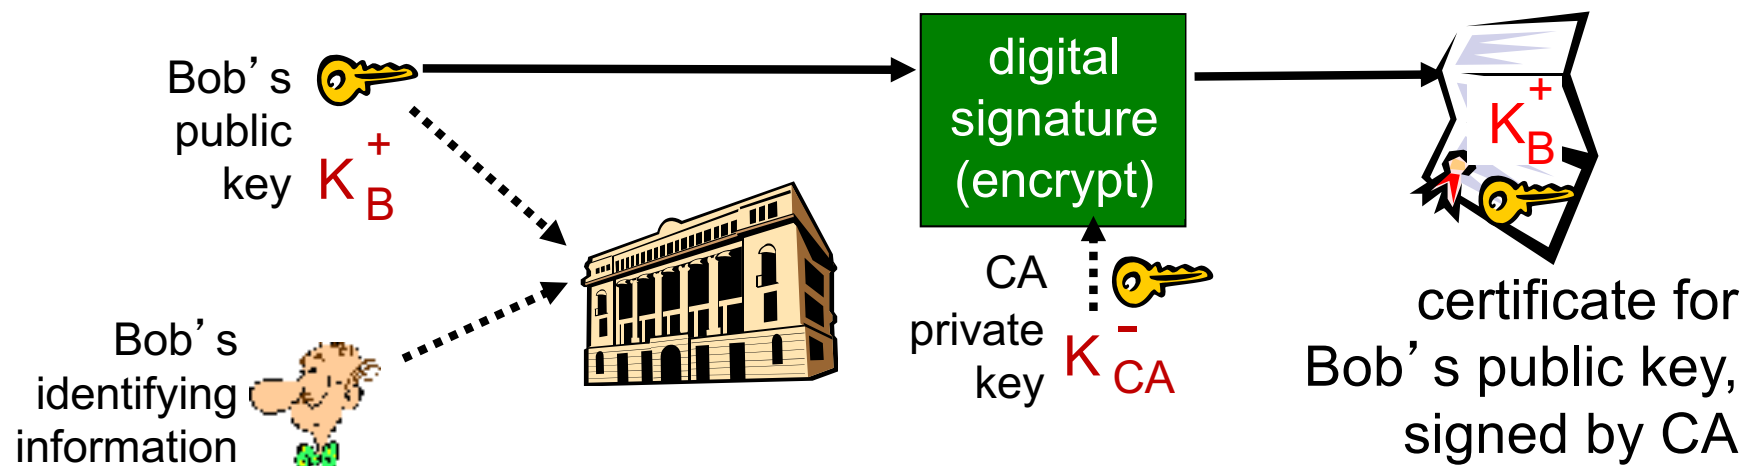 Bob’s
public
key
K+B
digital
signature
(encrypt)
K+B
CA
private
key
K-CA
Bob’s
identifying
information
certificate for
Bob’s public key,
signed by CA